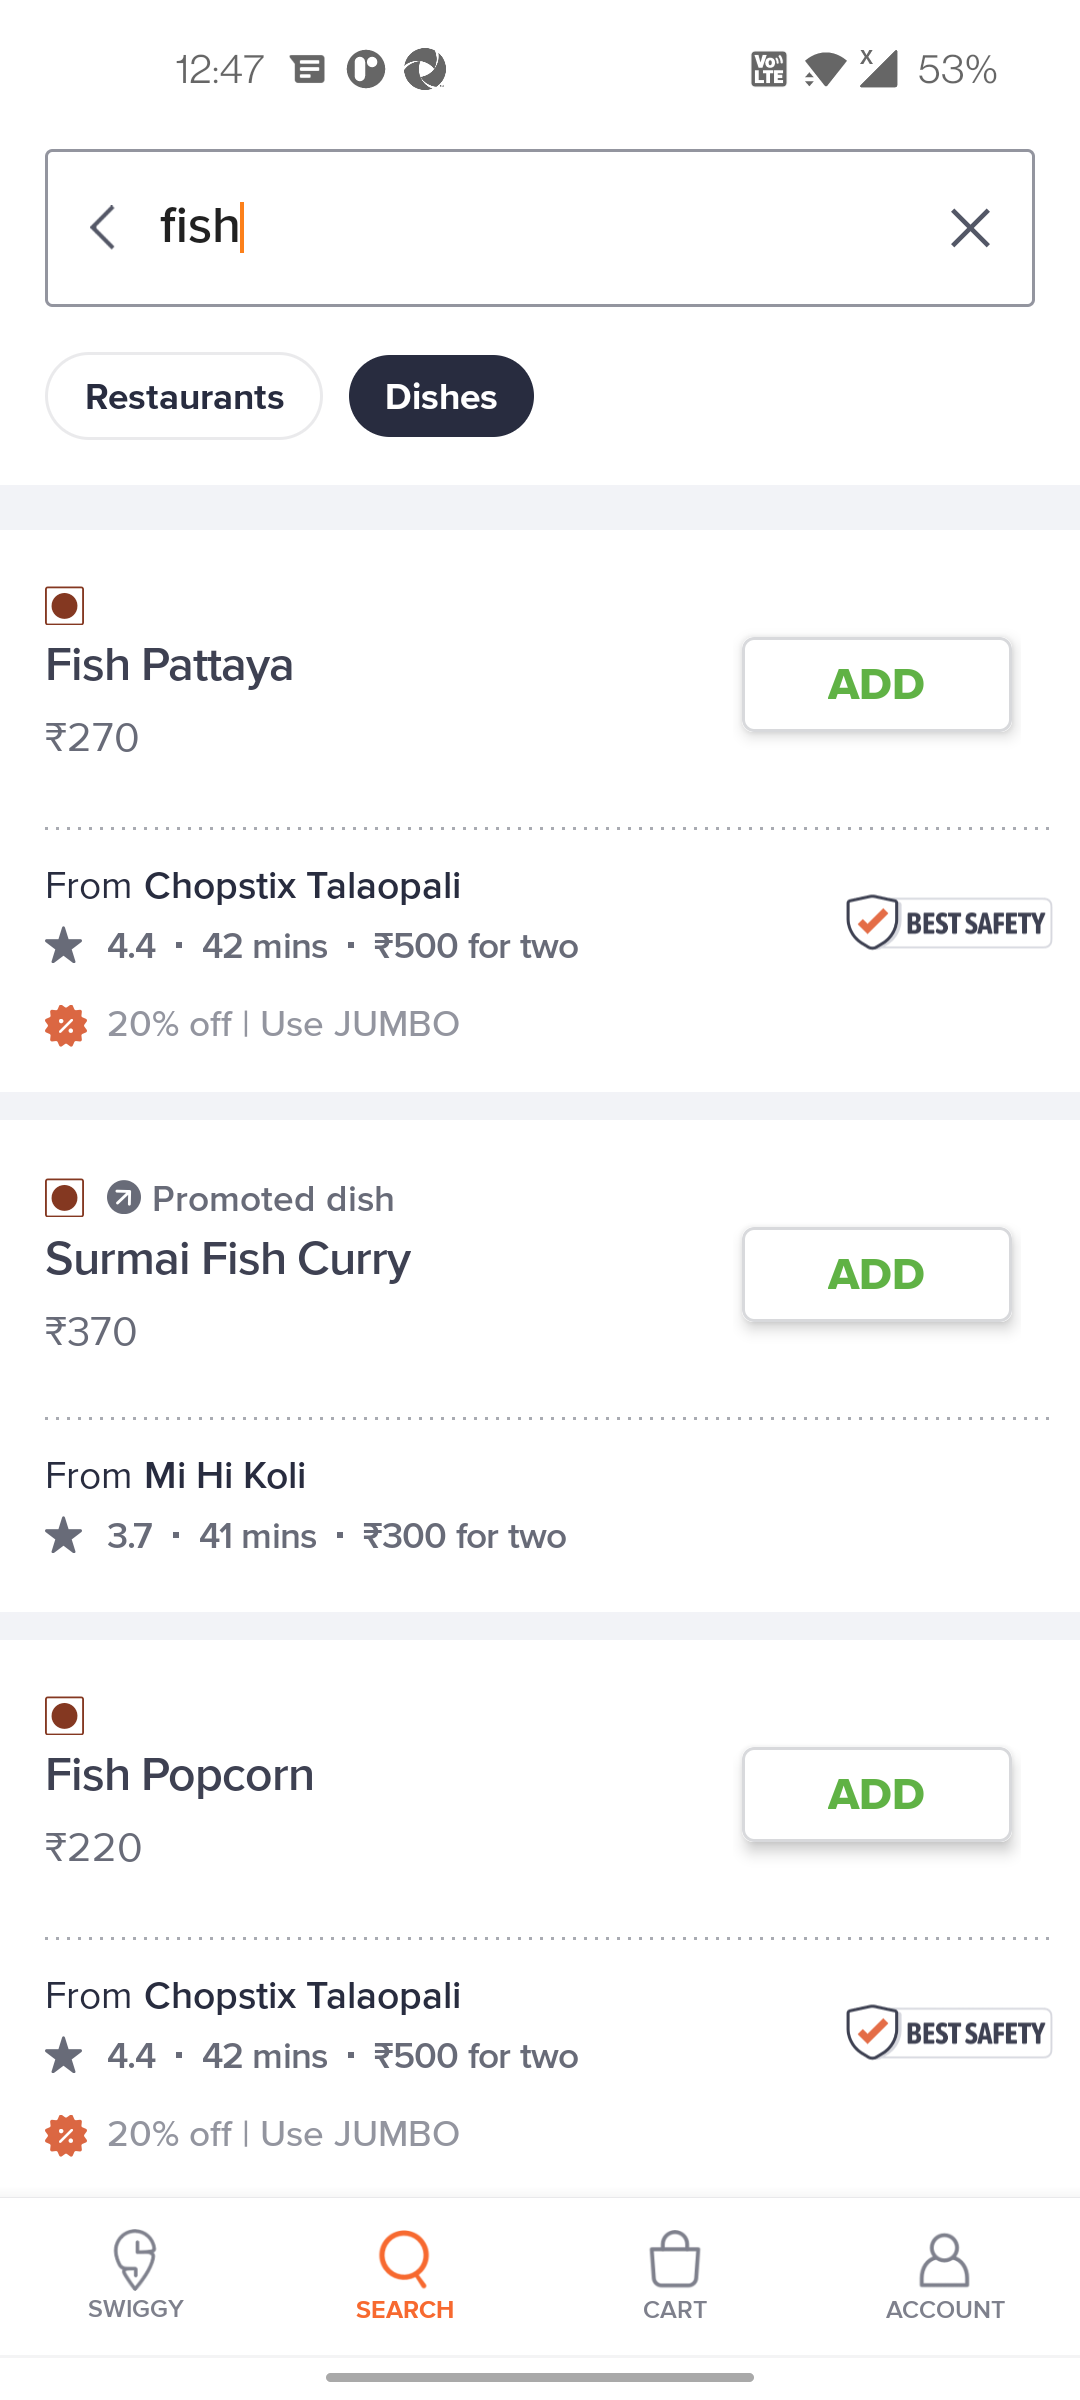 12:47
VoLTE
X
53%
fish
Restaurants
Dishes
Fish Pattaya
ADD
₹270
From Chopstix Talaopali
4.4 · 42 mins · ₹500 for two
BEST SAFETY
20% off | Use JUMBO
Promoted dish
Surmai Fish Curry
ADD
₹370
From Mi Hi Koli
3.7 · 41 mins · ₹300 for two
Fish Popcorn
ADD
₹220
From Chopstix Talaopali
4.4 · 42 mins · ₹500 for two
BEST SAFETY
20% off | Use JUMBO
SWIGGY
SEARCH
CART
ACCOUNT